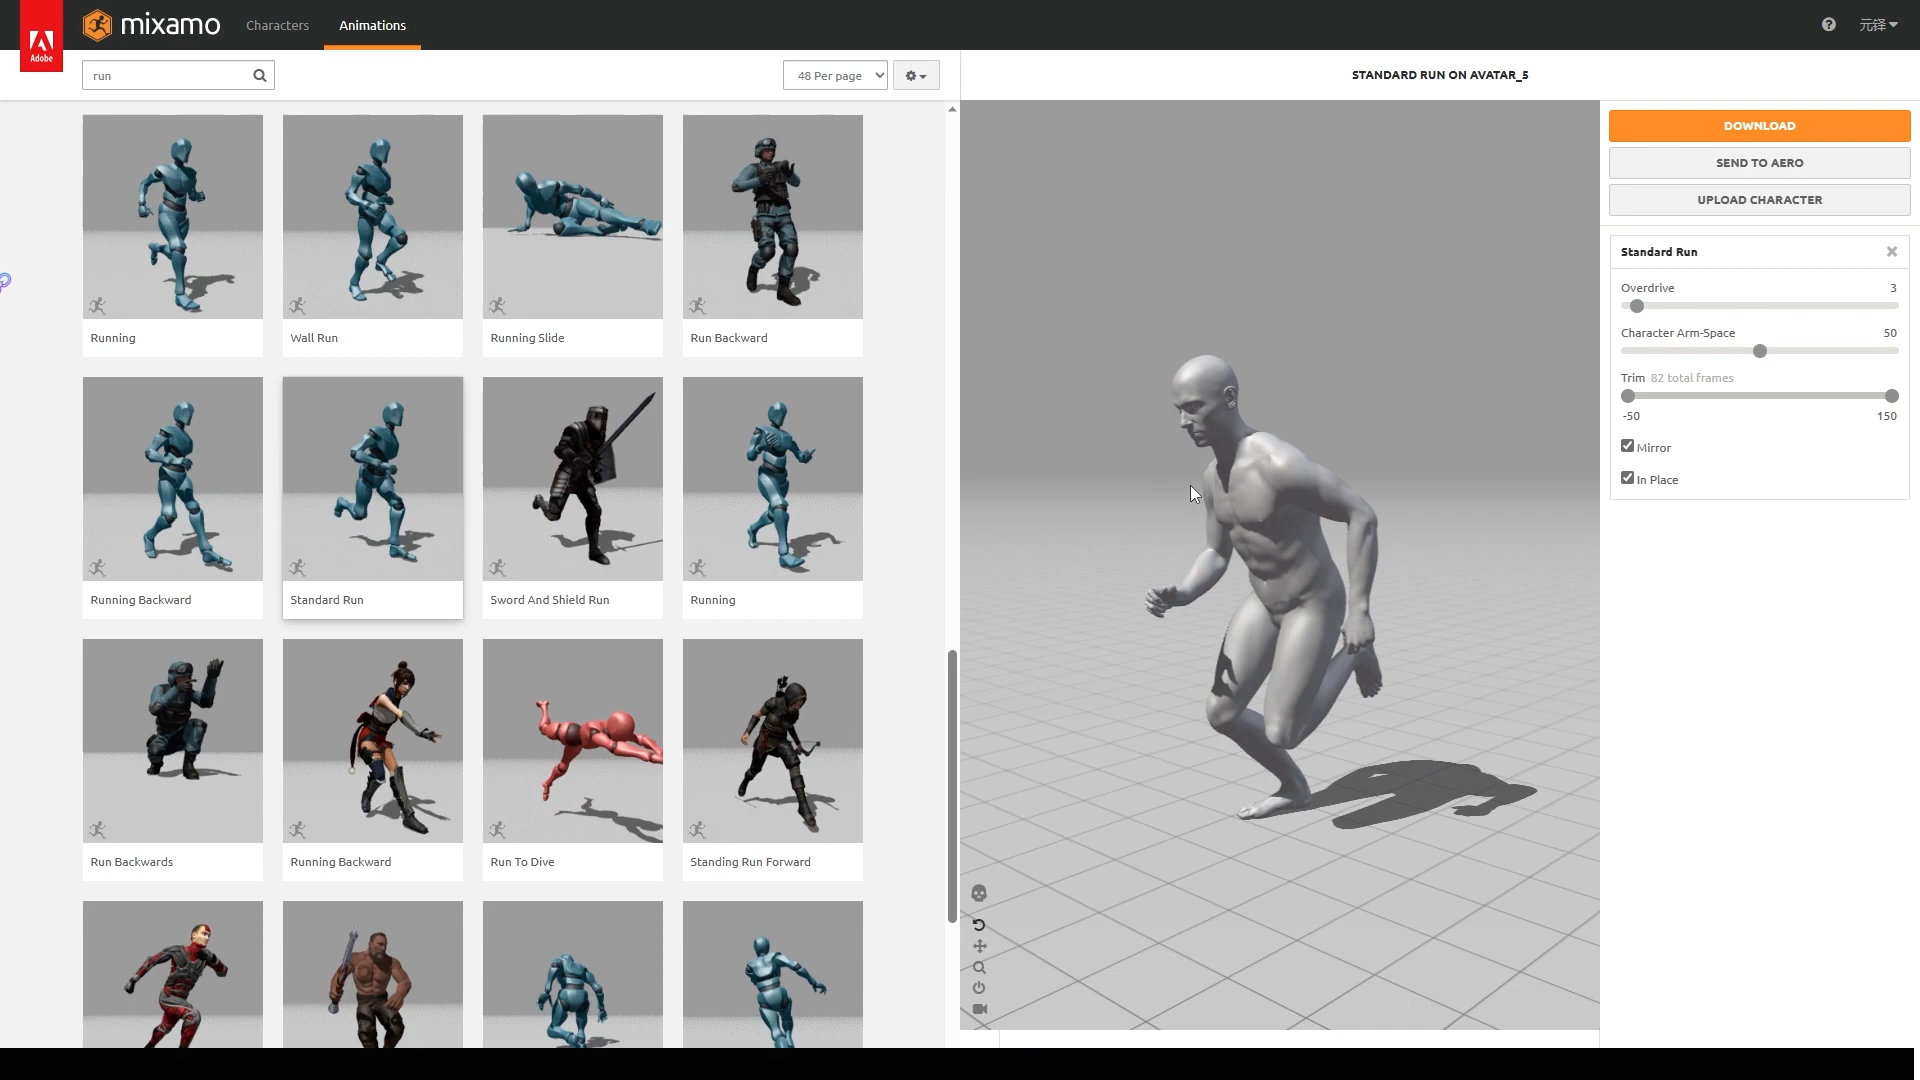 Adobe
mixamo
Characters
Animations
元铎
run
48 Per page
STANDARD RUN ON AVATAR_5
Running
Wall Run
Running Slide
Run Backward
Running Backward
Standard Run
Sword And Shield Run
Running
Run Backwards
Running Backward
Run To Dive
Standing Run Forward
DOWNLOAD
SEND TO AERO
UPLOAD CHARACTER
Standard Run
Overdrive 3
Character Arm-Space 50
Trim 82 total frames
-50 150
Mirror
In Place